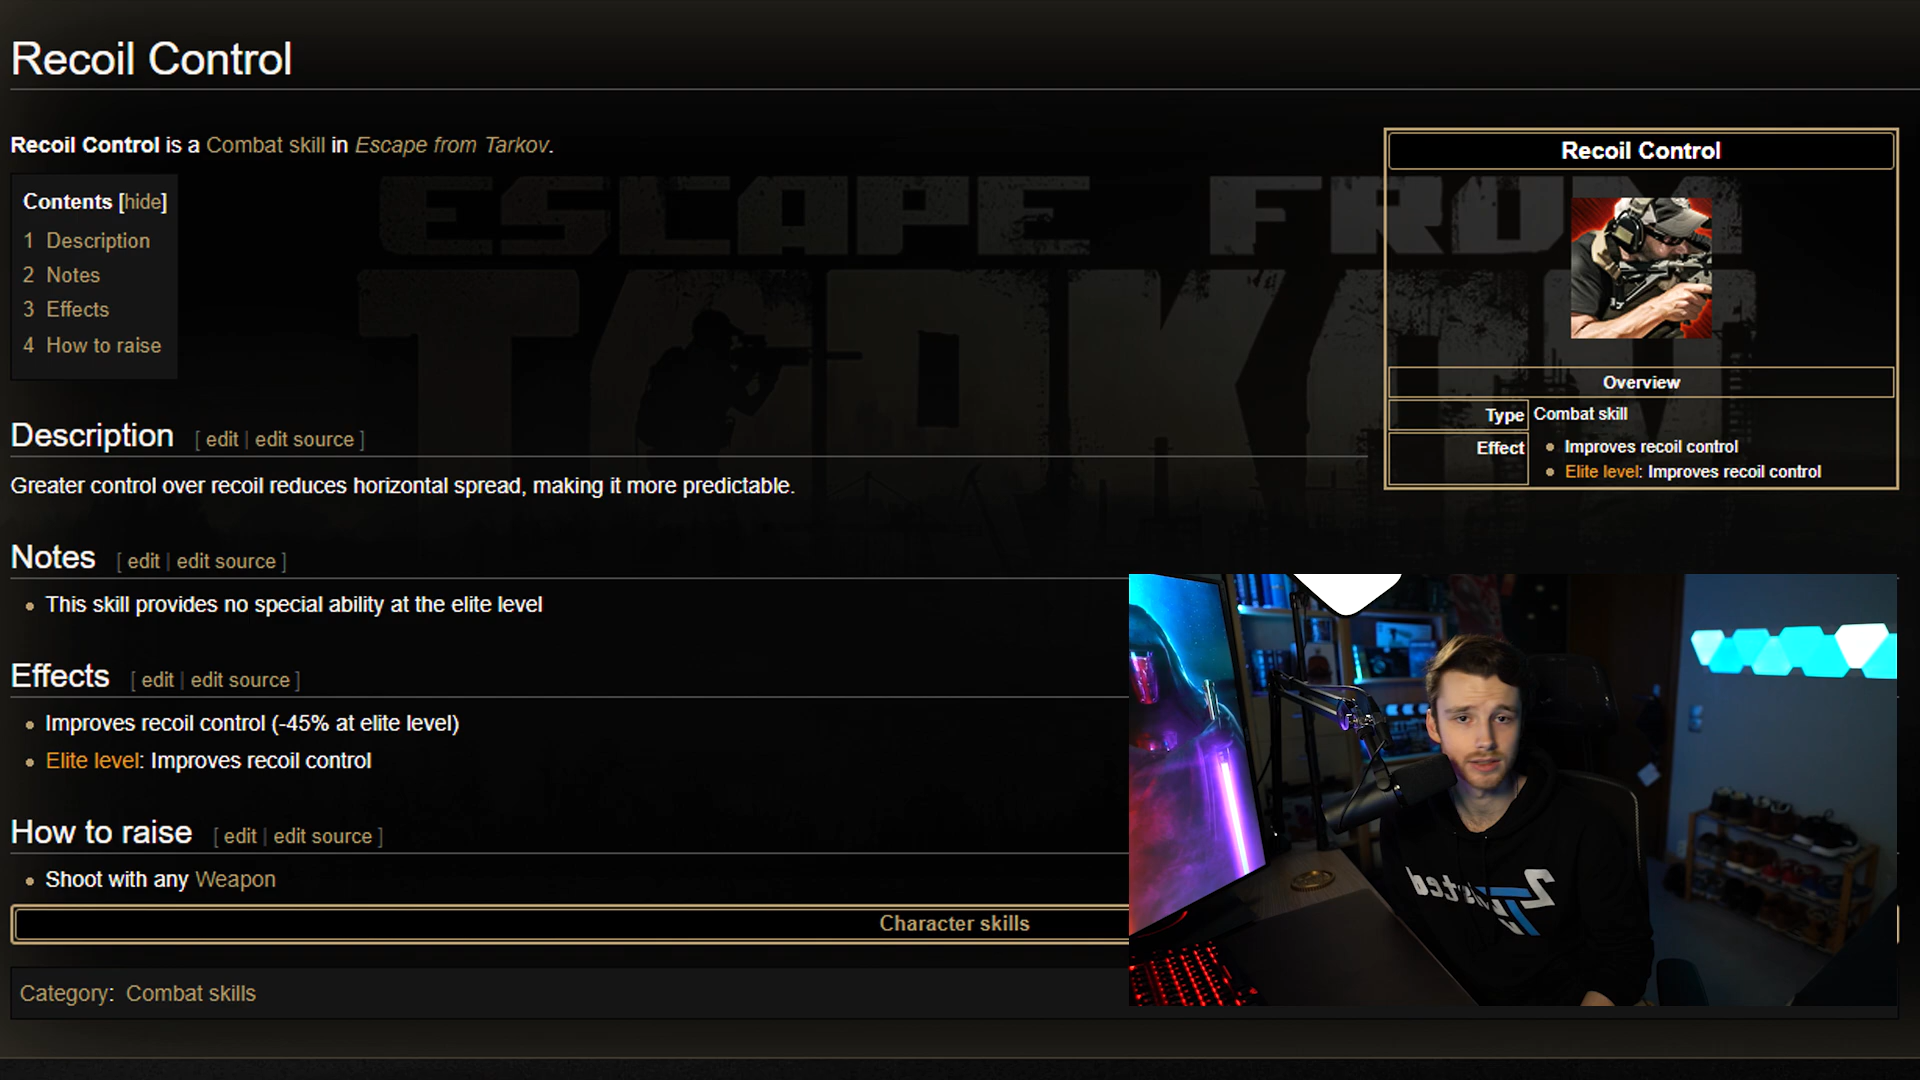 Recoil Control
Recoil Control is a Combat skill in Escape from Tarkov.
Contents [hide]
1 Description
2 Notes
3 Effects
4 How to raise
ESCAPE FROM
TARKOV
Recoil Control
Overview
Type Combat skill
Effect
Improves recoil control
Elite level: Improves recoil control
Description [ edit | edit source ]
Greater control over recoil reduces horizontal spread, making it more predictable.
Notes [ edit | edit source ]
This skill provides no special ability at the elite level
Effects [ edit | edit source ]
Improves recoil control (-45% at elite level)
Elite level: Improves recoil control
How to raise [ edit | edit source ]
Shoot with any Weapon
Character skills
Category: Combat skills